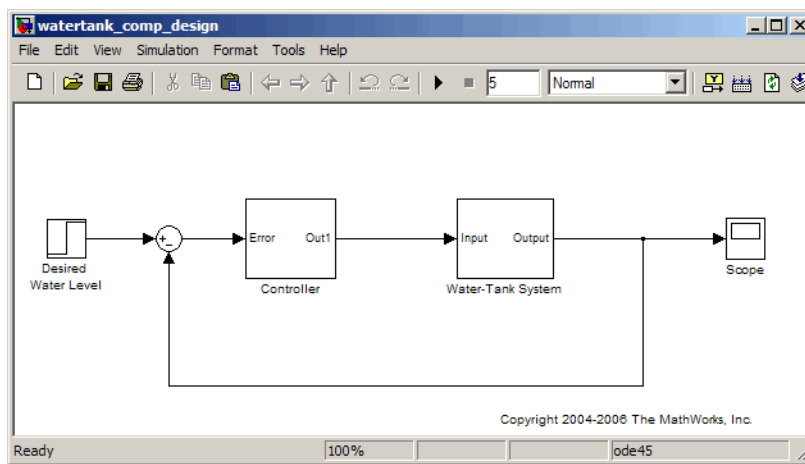 watertank_comp_design
File Edit View Simulation Format Tools Help
5 Normal
Error Out1
Input Output
Desired
Water Level
Controller
Water-Tank System
Scope
Copyright 2004-2006 The MathWorks, Inc.
Ready 100% ode45